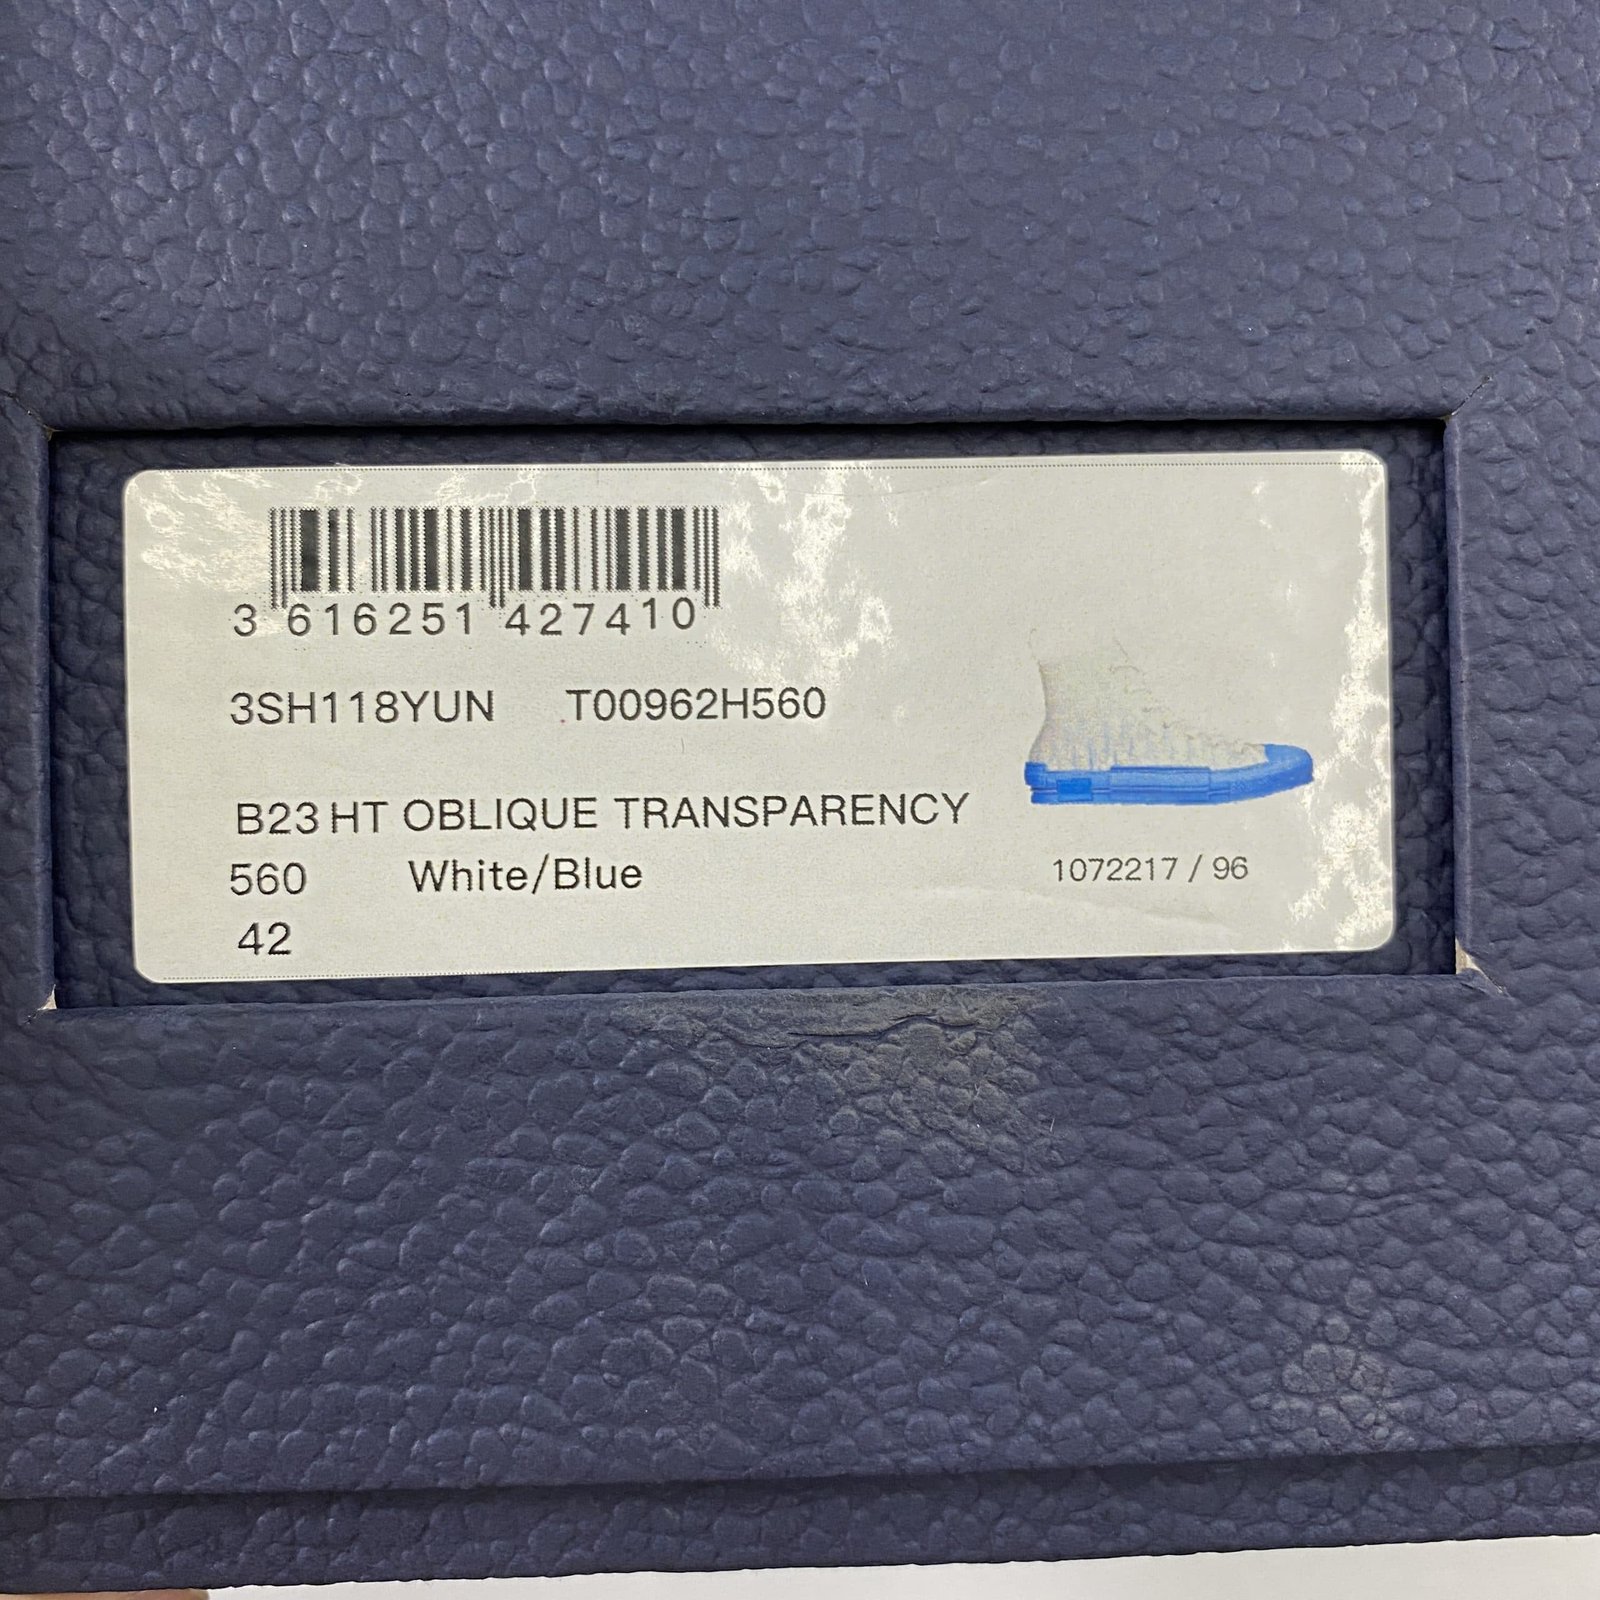 3 616251 427410
3SH118YUN T00962H560
B23 HT OBLIQUE TRANSPARENCY
560 White/Blue 1072217 / 96
42